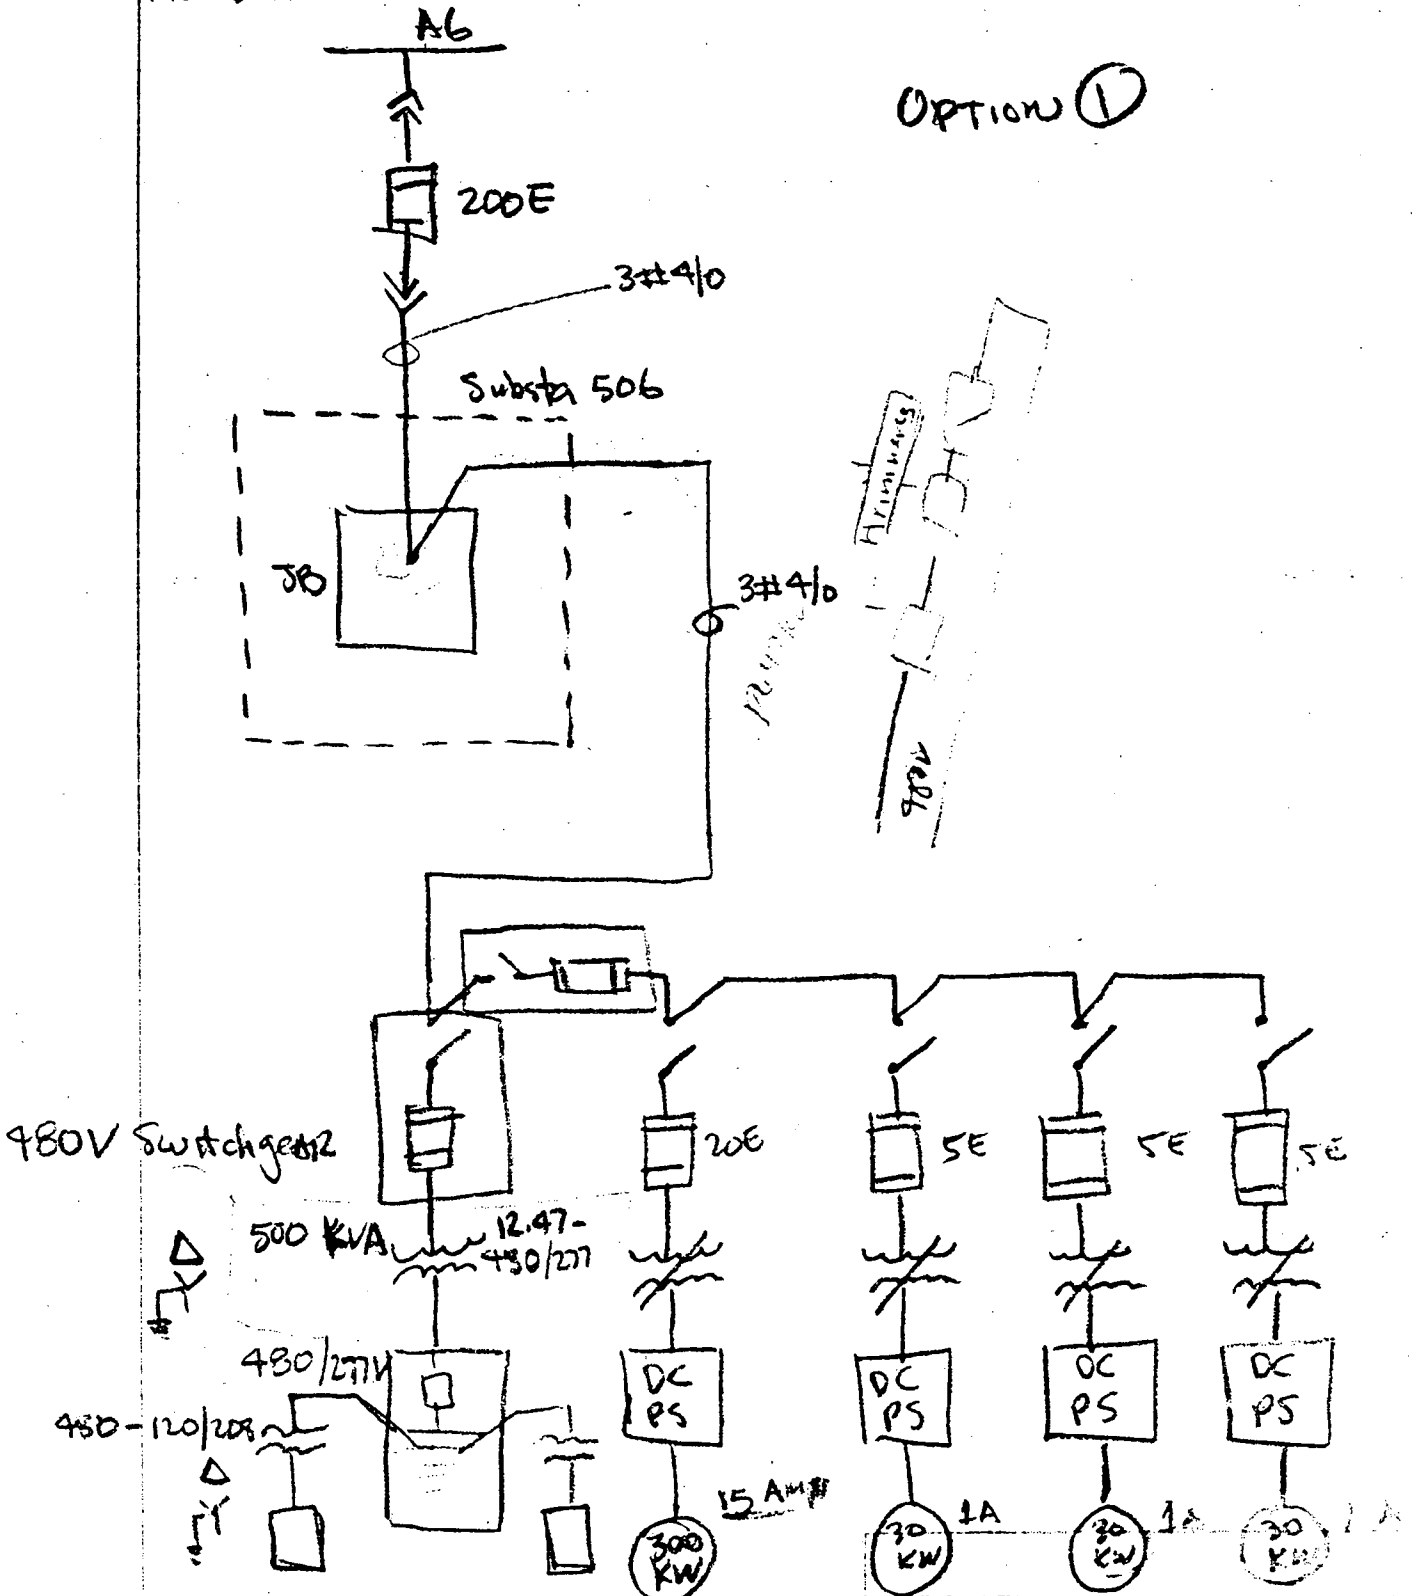 A6
OPTION ①
200E
3#4/0
Substa 506
JB
3#4/0
480V Switchgear
20E
5E
5E
5E
500 KVA
12.47-
480/277
Δ
Y
480/277V
480-120/208
Δ
Y
DC
PS
DC
PS
DC
PS
DC
PS
15 Amp
300
KW
30
KW
1A
30
KW
1A
30
KW
1A